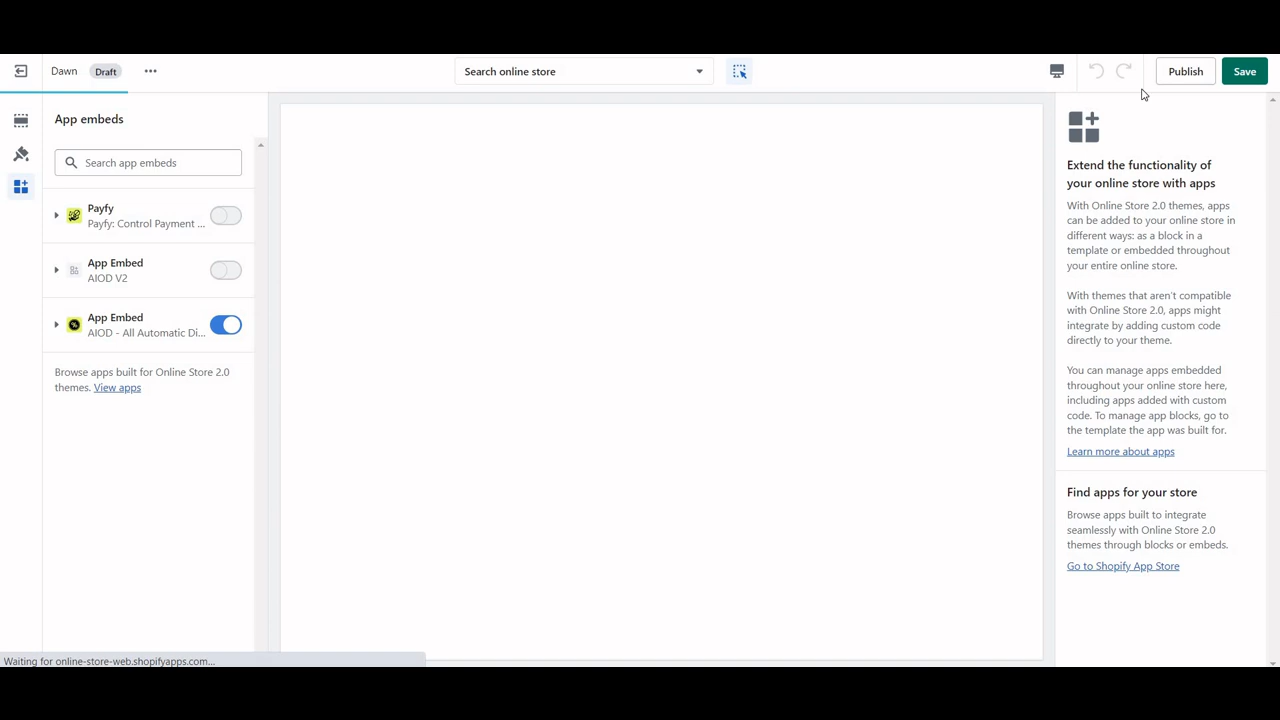 Dawn
Draft
Search online store
Publish
Save
App embeds
Search app embeds
Payfy
Payfy: Control Payment ...
App Embed
AIOD V2
App Embed
AIOD - All Automatic Di...
Browse apps built for Online Store 2.0
themes. View apps
Extend the functionality of
your online store with apps
With Online Store 2.0 themes, apps
can be added to your online store in
different ways: as a block in a
template or embedded throughout
your entire online store.
With themes that aren't compatible
with Online Store 2.0, apps might
integrate by adding custom code
directly to your theme.
You can manage apps embedded
throughout your online store here,
including apps added with custom
code. To manage app blocks, go to
the template the app was built for.
Learn more about apps
Find apps for your store
Browse apps built to integrate
seamlessly with Online Store 2.0
themes through blocks or embeds.
Go to Shopify App Store
Waiting for online-store-web.shopifyapps.com...